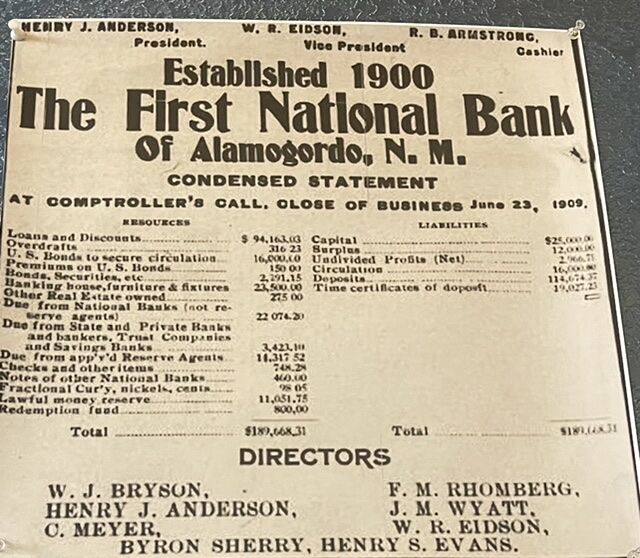 HENRY J. ANDERSON, W. R. EIDSON, R. B. ARMSTRONG,
President. Vice President Cashier
Established 1900
The First National Bank
Of Alamogordo, N. M.
CONDENSED STATEMENT
AT COMPTROLLER'S CALL, CLOSE OF BUSINESS June 23, 1909.
RESOURCES
Loans and Discounts $ 94,163.03
Overdrafts 316 23
U. S. Bonds to secure circulation 16,000.00
Premiums on U. S. Bonds 150 00
Bonds, Securities, etc 2,291.15
Banking house, furniture & fixtures 23,500.00
Other Real Estate owned 275 00
Due from National Banks (not re-
serve agents) 22 074.20
Due from State and Private Banks
and bankers, Trust Companies
and Savings Banks 3,423.10
Due from app'v'd Reserve Agents 14,317 52
Checks and other items 748.28
Notes of other National Banks 460.00
Fractional Cur'y, nickels, cents 98 05
Lawful money reserve 11,051.75
Redemption fund 800,00
Total $189,668.31
LIABILITIES
Capital $25,000.00
Surplus 12,000.00
Undivided Profits (Net) 2,966.71
Circulation 16,000.00
Deposits 114,674.37
Time certificates of deposit 19,027.23
Total $189,668.31
DIRECTORS
W. J. BRYSON, F. M. RHOMBERG,
HENRY J. ANDERSON, J. M. WYATT,
C. MEYER, W. R. EIDSON,
BYRON SHERRY, HENRY S. EVANS.